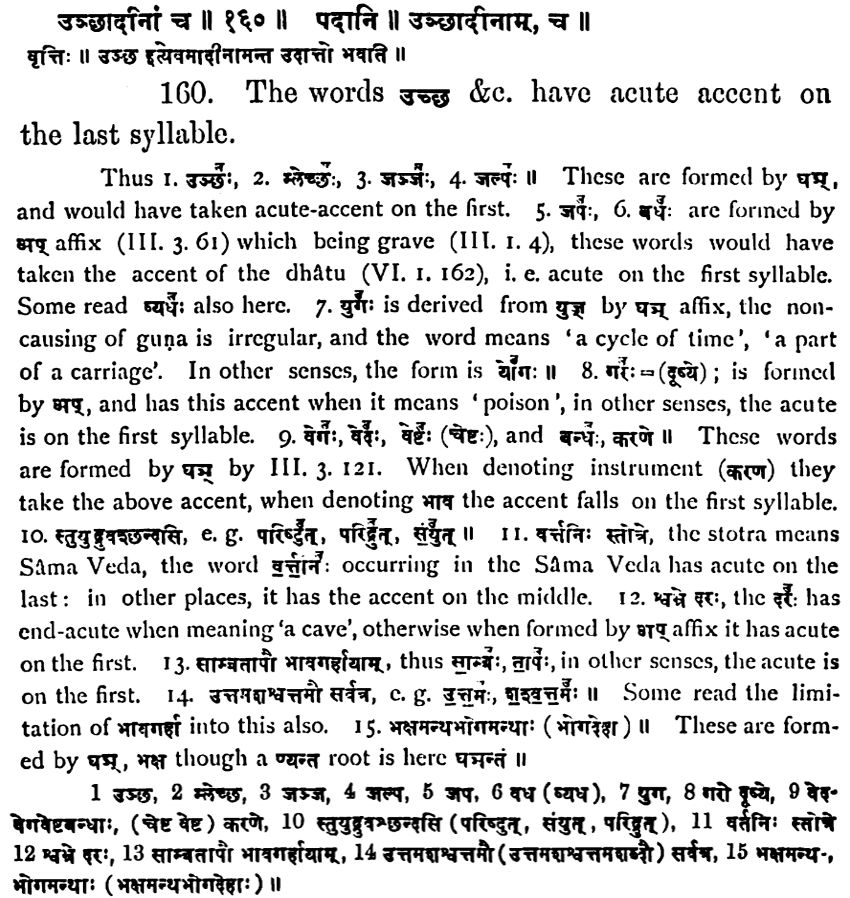 उञ्छादीनां च ॥ १६० ॥ पदानि ॥ उञ्छादीनाम्, च ॥
वृत्तिः ॥ उञ्छ इत्येवमादीनामन्त उदात्तो भवति ॥
160. The words उच्छ &c. have acute accent on
the last syllable.
Thus 1. उञ्छः॑, 2. म्लेच्छः॑, 3. जञ्जः॑, 4. जल्पः॑ ॥ These are formed by घञ्,
and would have taken acute-accent on the first. 5. जपः॑, 6. बधः॑ are formed by
अप् affix (III. 3. 61) which being grave (III. 1. 4), these words would have
taken the accent of the dhâtu (VI. 1. 162), i. e. acute on the first syllable.
Some read व्यधः॑ also here. 7. युगः॑ is derived from युज् by घञ् affix, the non-
causing of guṇa is irregular, and the word means 'a cycle of time', 'a part
of a carriage'. In other senses, the form is यो॑गः ॥ 8. गरः॑=(दूष्ये); is formed
by अप्, and has this accent when it means 'poison', in other senses, the acute
is on the first syllable. 9. वेगः॑, वेदः॑, वेष्टः॑ (चेष्टः), and बन्धः॑, करणे ॥ These words
are formed by घञ् by III. 3. 121. When denoting instrument (करण) they
take the above accent, when denoting भाव the accent falls on the first syllable.
10. स्तुयुद्रुवश्छन्दसि, e. g. परिष्टु॑त्, परिद्रु॑त्, सं॒यु॑त् ॥ 11. वर्त्तनिः स्तोत्रे, the stotra means
Sâma Veda, the word व॒र्त्त॒निः॑ occurring in the Sâma Veda has acute on the
last: in other places, it has the accent on the middle. 12. श्वभ्रे दरः, the दरः॑ has
end-acute when meaning 'a cave', otherwise when formed by अप् affix it has acute
on the first. 13. साम्बतापौ भावगर्हायाम्, thus सा॒म्बः॑, ता॒पः॑, in other senses, the acute is
on the first. 14. उत्तमशश्वत्तमौ सर्वत्र, e. g. उ॒त्त॒मः॑, श॒श्व॒त्त॒मः॑ ॥ Some read the limi-
tation of भावगर्हा into this also. 15. भक्षमन्थभोगमन्थाः (भोगदेहा) ॥ These are form-
ed by घञ्, भक्ष though a ण्यन्त root is here घञन्तं ॥
1 उञ्छ, 2 म्लेच्छ, 3 जञ्ज, 4 जल्प, 5 जप, 6 वध (व्यध), 7 युग, 8 गरो दूष्ये, 9 वेद-
वेगवेष्टबन्धाः, (चेष्ट वेष्ट) करणे, 10 स्तुयुद्रुवश्छन्दसि (परिष्टुत्, संयुत्, परिद्रुत्), 11 वर्तनिः स्तोत्रे
12 श्वभ्रे दरः, 13 साम्बतापौ भावगर्हायाम्, 14 उत्तमशश्वत्तमौ (उत्तमशश्वत्तमशब्दौ) सर्वत्र, 15 भक्षमन्थ-,
भोगमन्थाः (भक्षमन्थभोगदेहाः) ॥